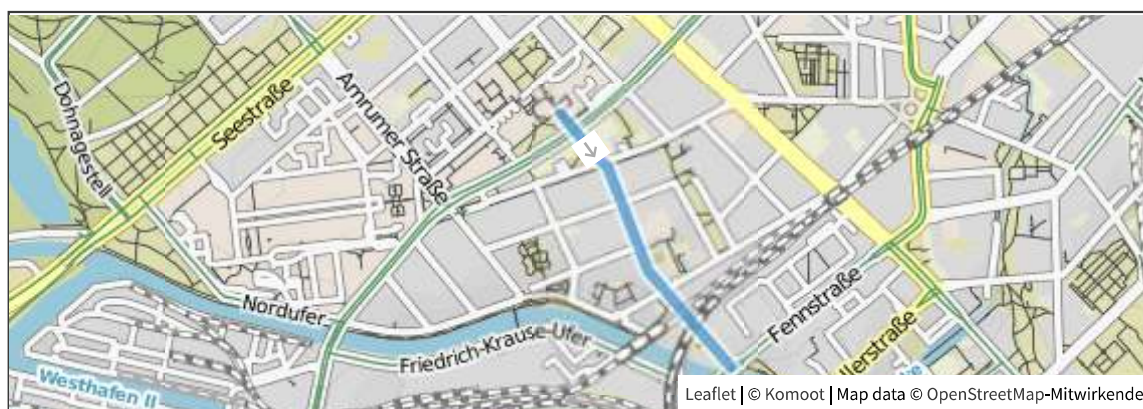 Dohnagestell
Seestraße
Amrumer Straße
Nordufer
Friedrich-Krause-Ufer
Westhafen II
Fennstraße
llerstraße
Leaflet | © Komoot | Map data © OpenStreetMap-Mitwirkende